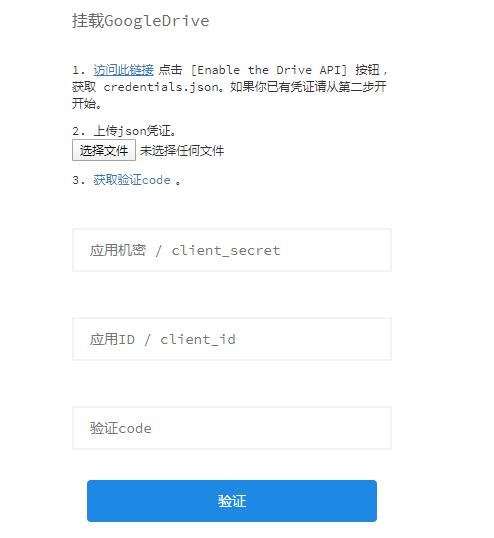 挂载GoogleDrive
1. 访问此链接 点击 [Enable the Drive API] 按钮,
获取 credentials.json。如果你已有凭证请从第二步开
开始。
2. 上传json凭证。
选择文件 未选择任何文件
3. 获取验证code 。
应用机密 / client_secret
应用ID / client_id
验证code
验证